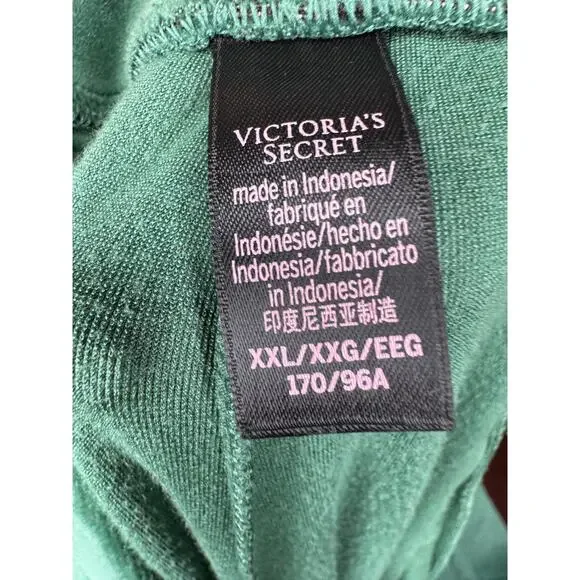 VICTORIA'S
SECRET
made in Indonesia/
fabriqué en
Indonésie/hecho en
Indonesia/fabbricato
in Indonesia/
印度尼西亚制造
XXL/XXG/EEG
170/96A